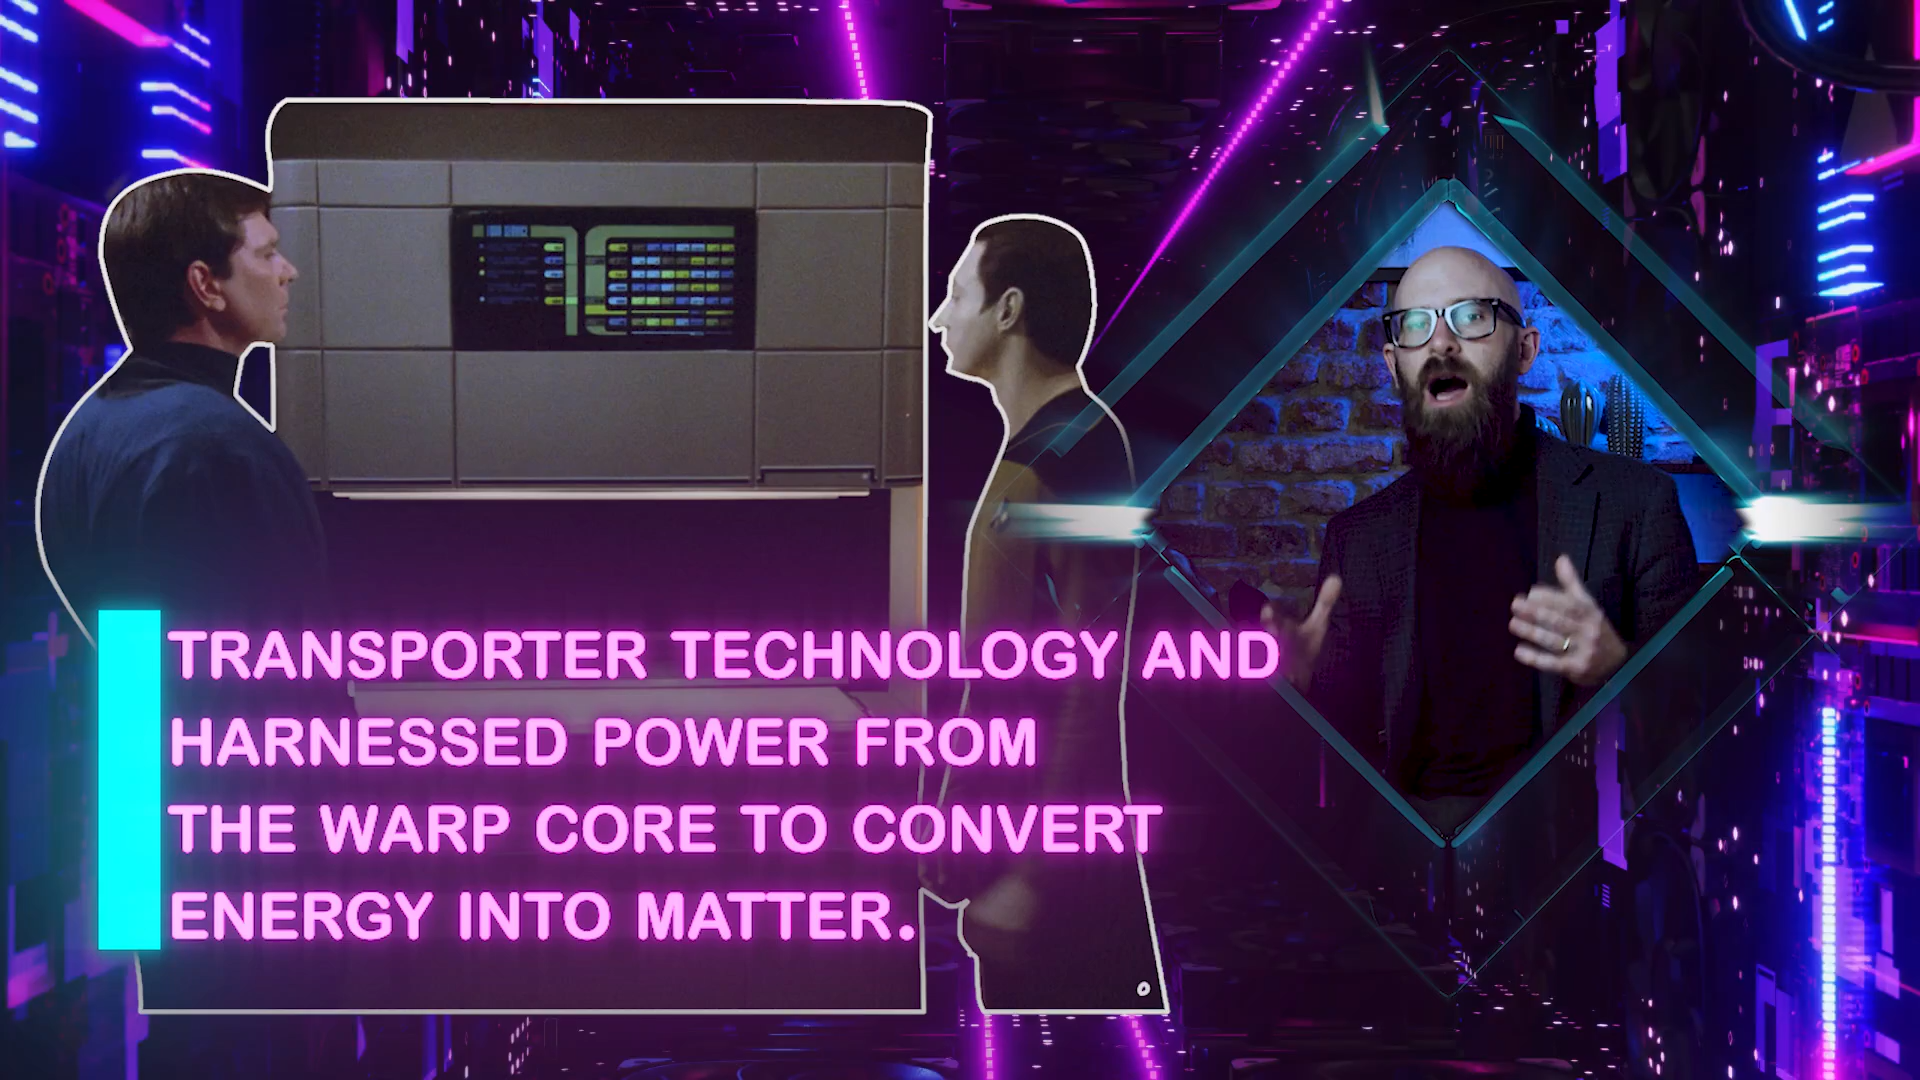 TRANSPORTER TECHNOLOGY AND
HARNESSED POWER FROM
THE WARP CORE TO CONVERT
ENERGY INTO MATTER.